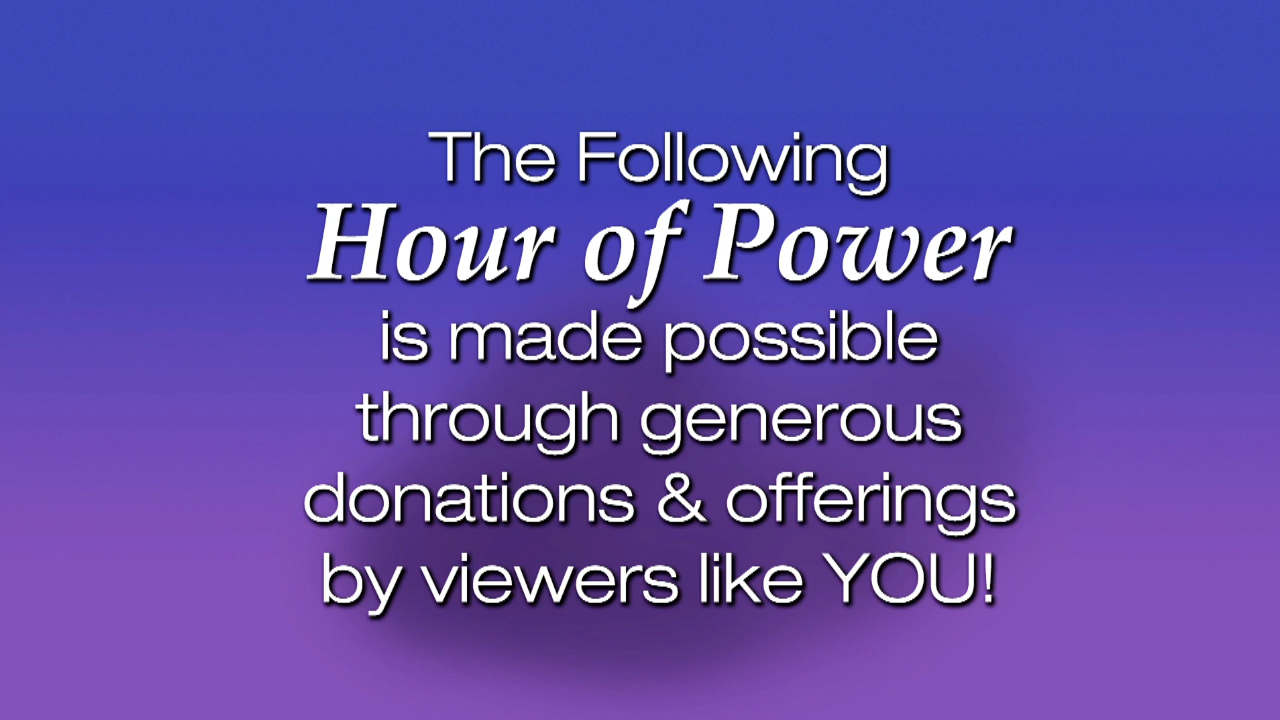 The Following
Hour of Power
is made possible
through generous
donations & offerings
by viewers like YOU!